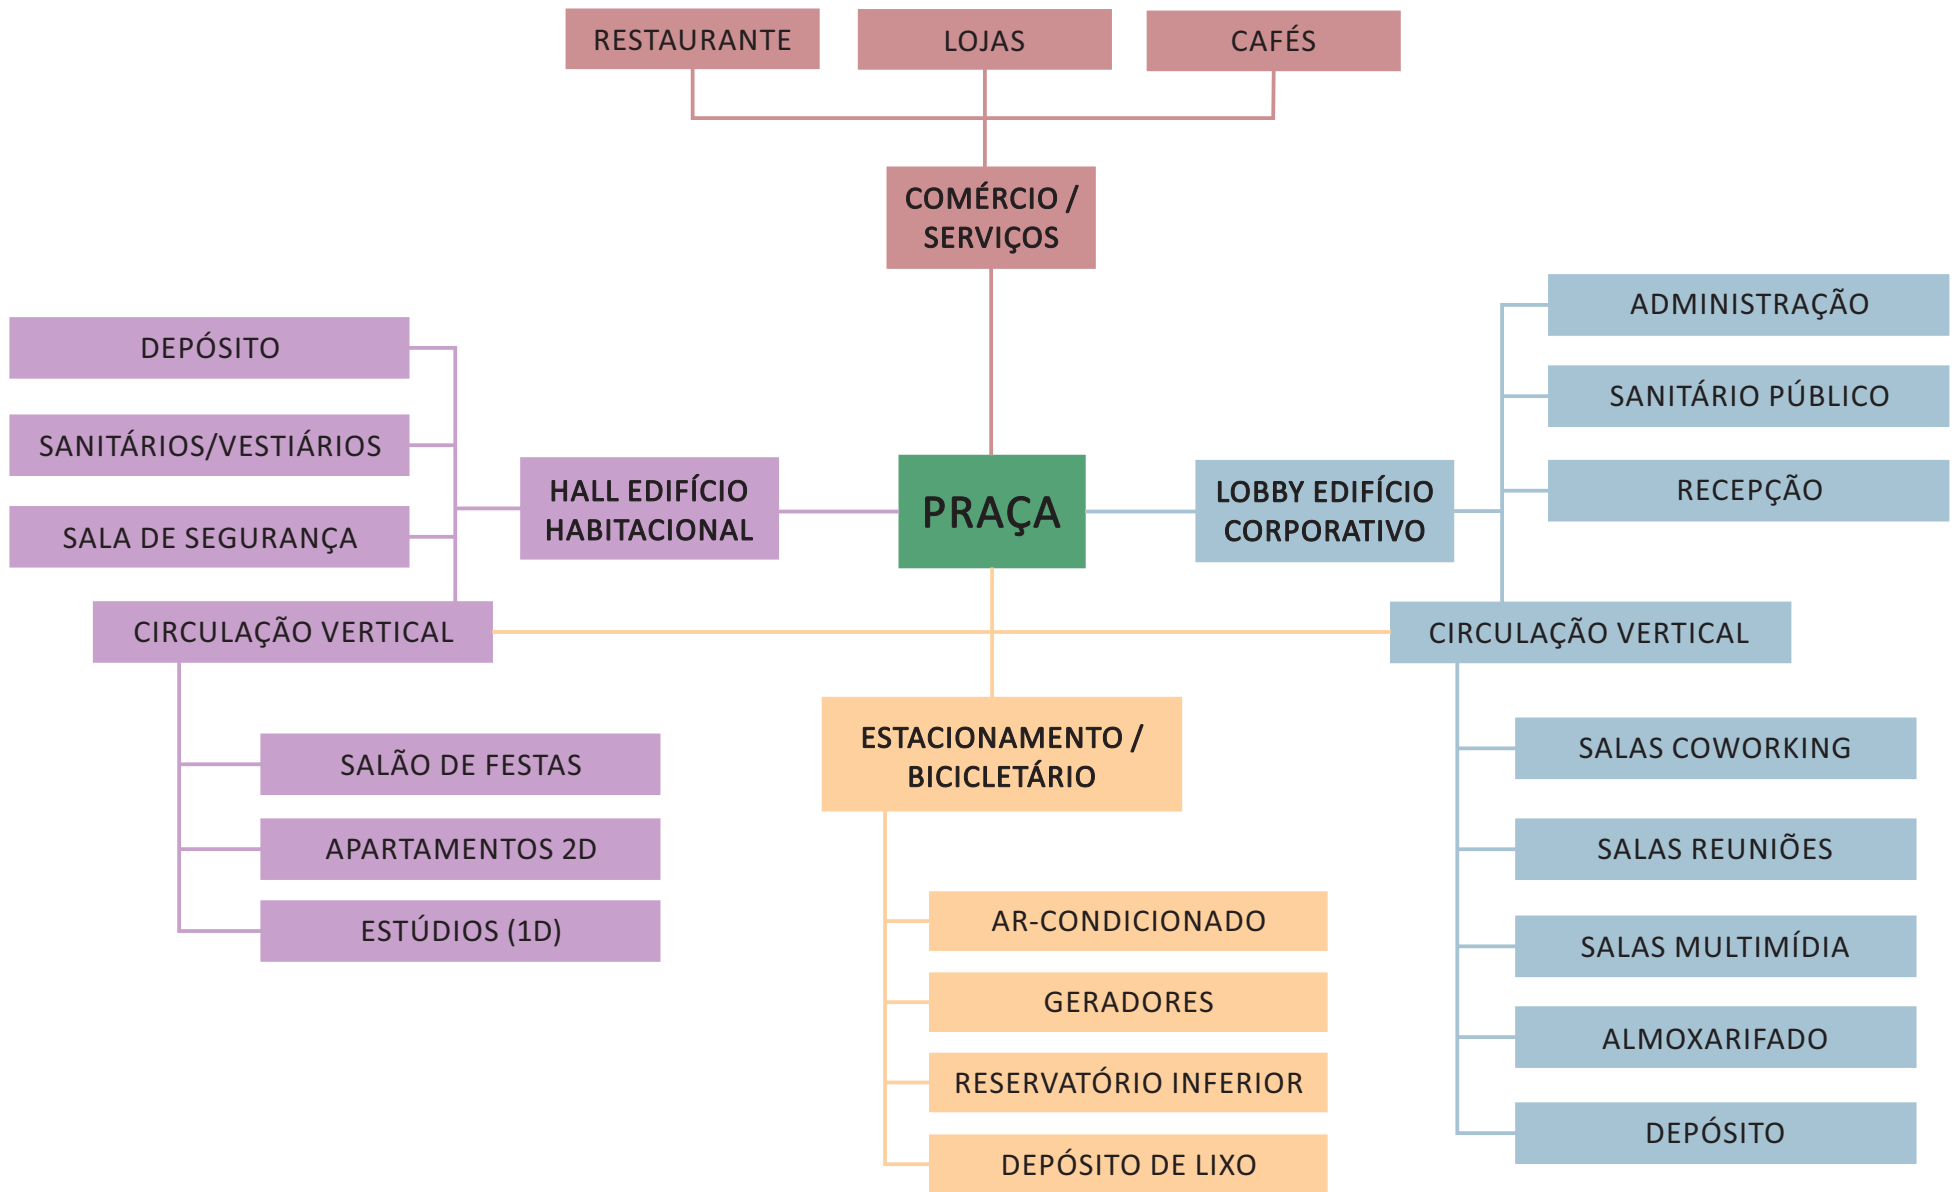 RESTAURANTE
LOJAS
CAFÉS
COMÉRCIO /
SERVIÇOS
DEPÓSITO
SANITÁRIOS/VESTIÁRIOS
SALA DE SEGURANÇA
HALL EDIFÍCIO
HABITACIONAL
PRAÇA
LOBBY EDIFÍCIO
CORPORATIVO
ADMINISTRAÇÃO
SANITÁRIO PÚBLICO
RECEPÇÃO
CIRCULAÇÃO VERTICAL
SALÃO DE FESTAS
APARTAMENTOS 2D
ESTÚDIOS (1D)
ESTACIONAMENTO /
BICICLETÁRIO
AR-CONDICIONADO
GERADORES
RESERVATÓRIO INFERIOR
DEPÓSITO DE LIXO
CIRCULAÇÃO VERTICAL
SALAS COWORKING
SALAS REUNIÕES
SALAS MULTIMÍDIA
ALMOXARIFADO
DEPÓSITO